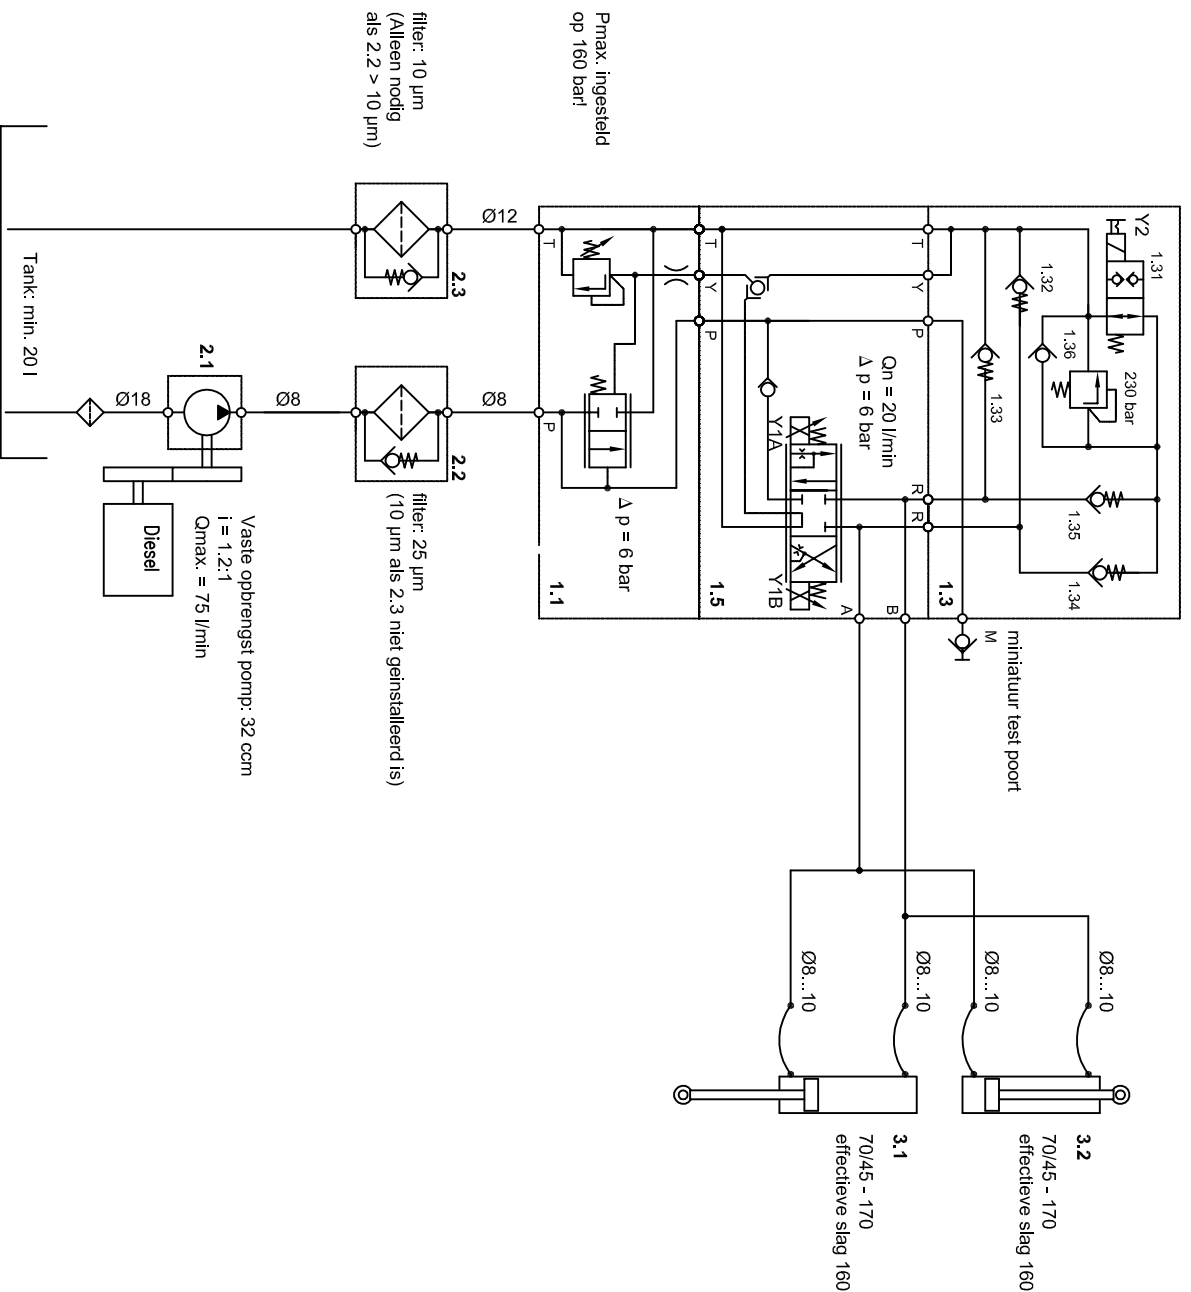 filter: 10 µm
(Alleen nodig
als 2.2 > 10 µm)
Pmax. ingesteld
op 160 bar!
Tank: min. 20 l
Ø12
2.3
T
T
T
Y
Y
P
P
Y2
1.31
1.32
1.36
230 bar
1.33
Qn = 20 l/min
Δ p = 6 bar
2.1
Ø18
Ø8
Ø8
P
2.2
Y1A
R
R
1.35
1.34
Diesel
Vaste opbrengst pomp: 32 ccm
i = 1.2:1
Qmax. = 75 l/min
filter: 25 µm
(10 µm als 2.3 niet geinstalleerd is)
Δ p = 6 bar
1.1
1.5
Y1B
A
B
1.3
M
miniatuur test poort
Ø8...10
Ø8...10
Ø8...10
Ø8...10
3.1
70/45 - 170
effectieve slag 160
3.2
70/45 - 170
effectieve slag 160